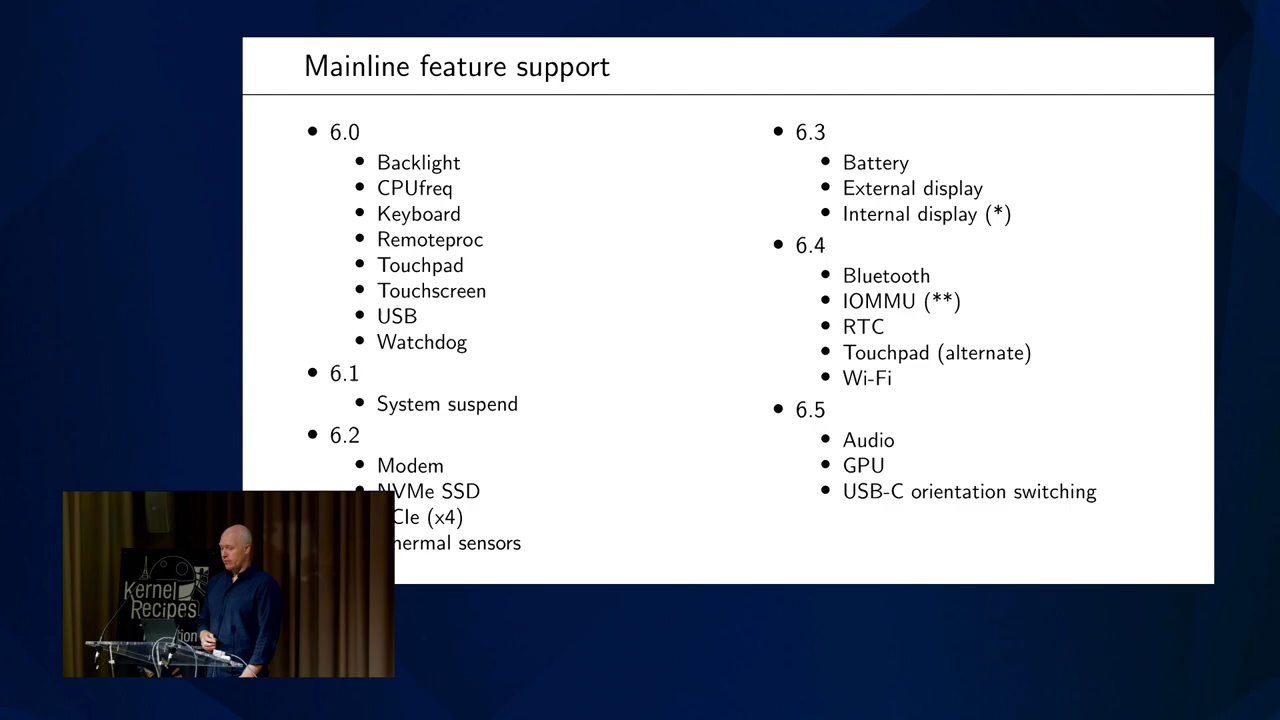 Mainline feature support
• 6.0
• Backlight
• CPUfreq
• Keyboard
• Remoteproc
• Touchpad
• Touchscreen
• USB
• Watchdog
• 6.1
• System suspend
• 6.2
• Modem
• NVMe SSD
CIe (x4)
hermal sensors
• 6.3
• Battery
• External display
• Internal display (*)
• 6.4
• Bluetooth
• IOMMU (**)
• RTC
• Touchpad (alternate)
• Wi-Fi
• 6.5
• Audio
• GPU
• USB-C orientation switching
Kernel
Recipes